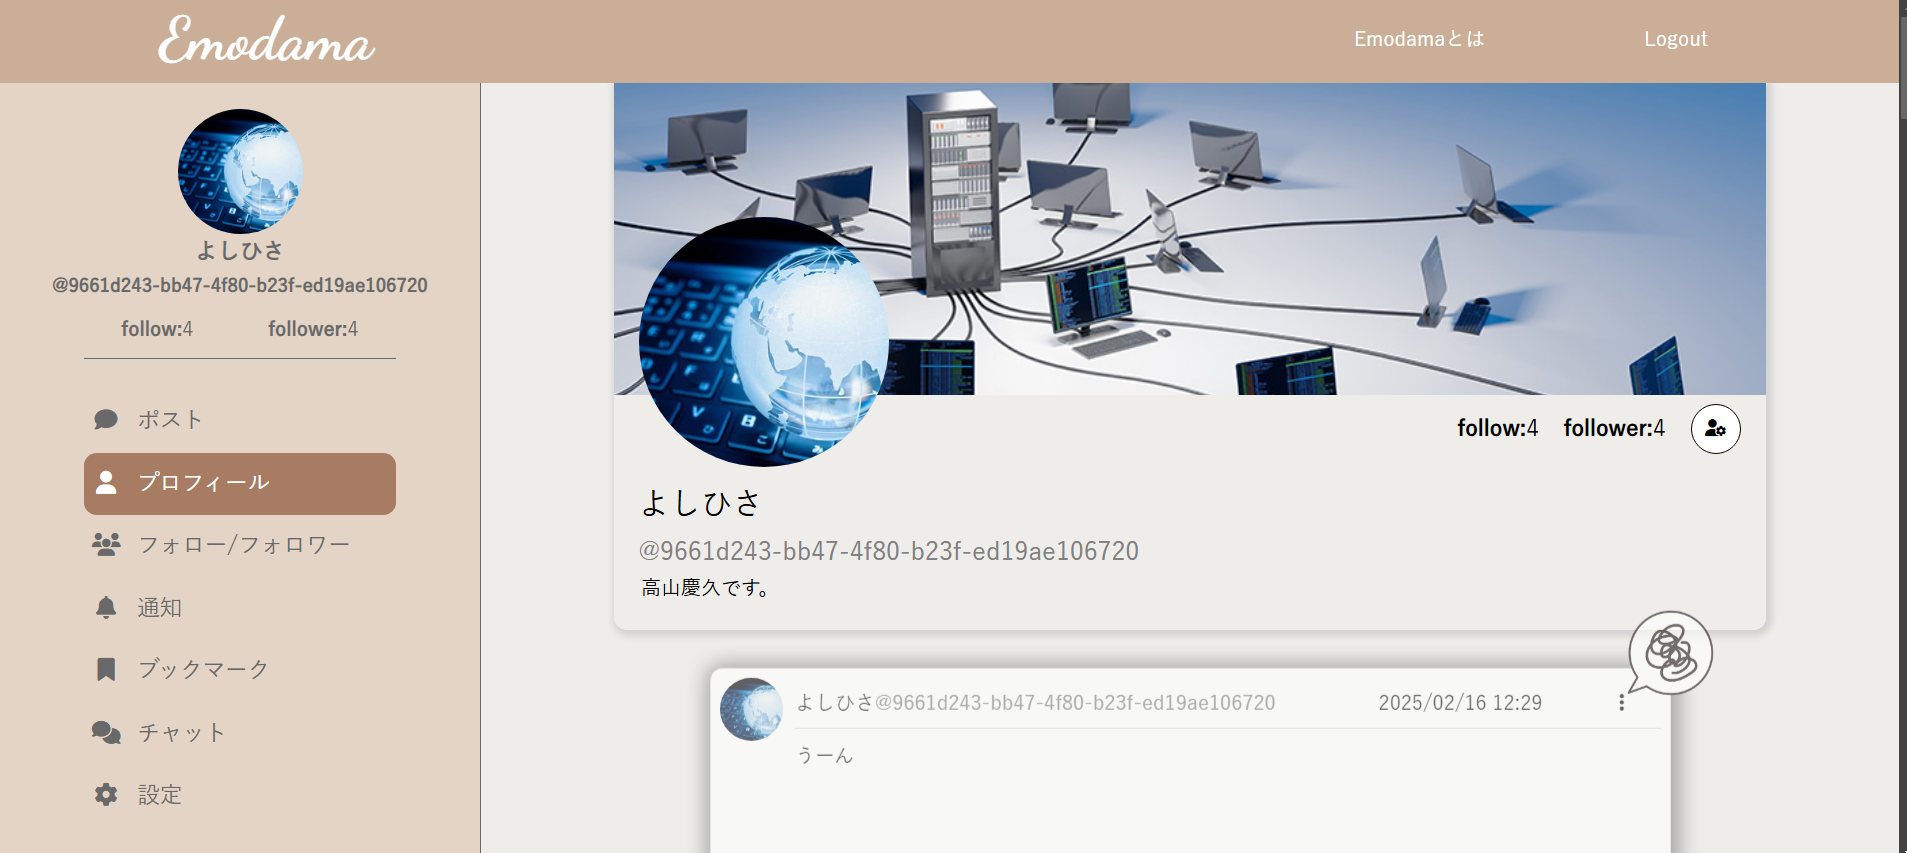 Emodama
Emodamaとは
Logout
よしひさ
@9661d243-bb47-4f80-b23f-ed19ae106720
follow:4 follower:4
ポスト
プロフィール
フォロー/フォロワー
通知
ブックマーク
チャット
設定
follow:4 follower:4
よしひさ
@9661d243-bb47-4f80-b23f-ed19ae106720
高山慶久です。
よしひさ@9661d243-bb47-4f80-b23f-ed19ae106720 2025/02/16 12:29
うーん